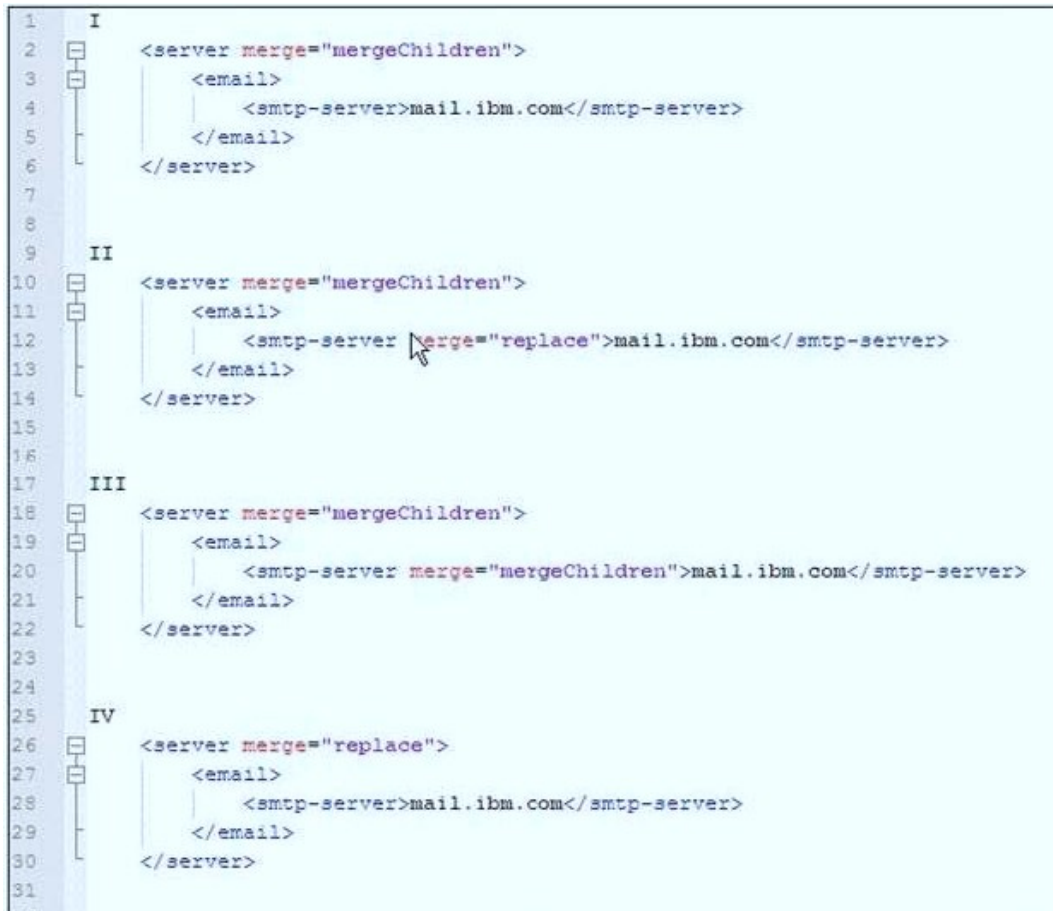 1 I
2 <server merge="mergeChildren">
3 <email>
4 <smtp-server>mail.ibm.com</smtp-server>
5 </email>
6 </server>
7
8
9 II
10 <server merge="mergeChildren">
11 <email>
12 <smtp-server merge="replace">mail.ibm.com</smtp-server>
13 </email>
14 </server>
15
16
17 III
18 <server merge="mergeChildren">
19 <email>
20 <smtp-server merge="mergeChildren">mail.ibm.com</smtp-server>
21 </email>
22 </server>
23
24
25 IV
26 <server merge="replace">
27 <email>
28 <smtp-server>mail.ibm.com</smtp-server>
29 </email>
30 </server>
31